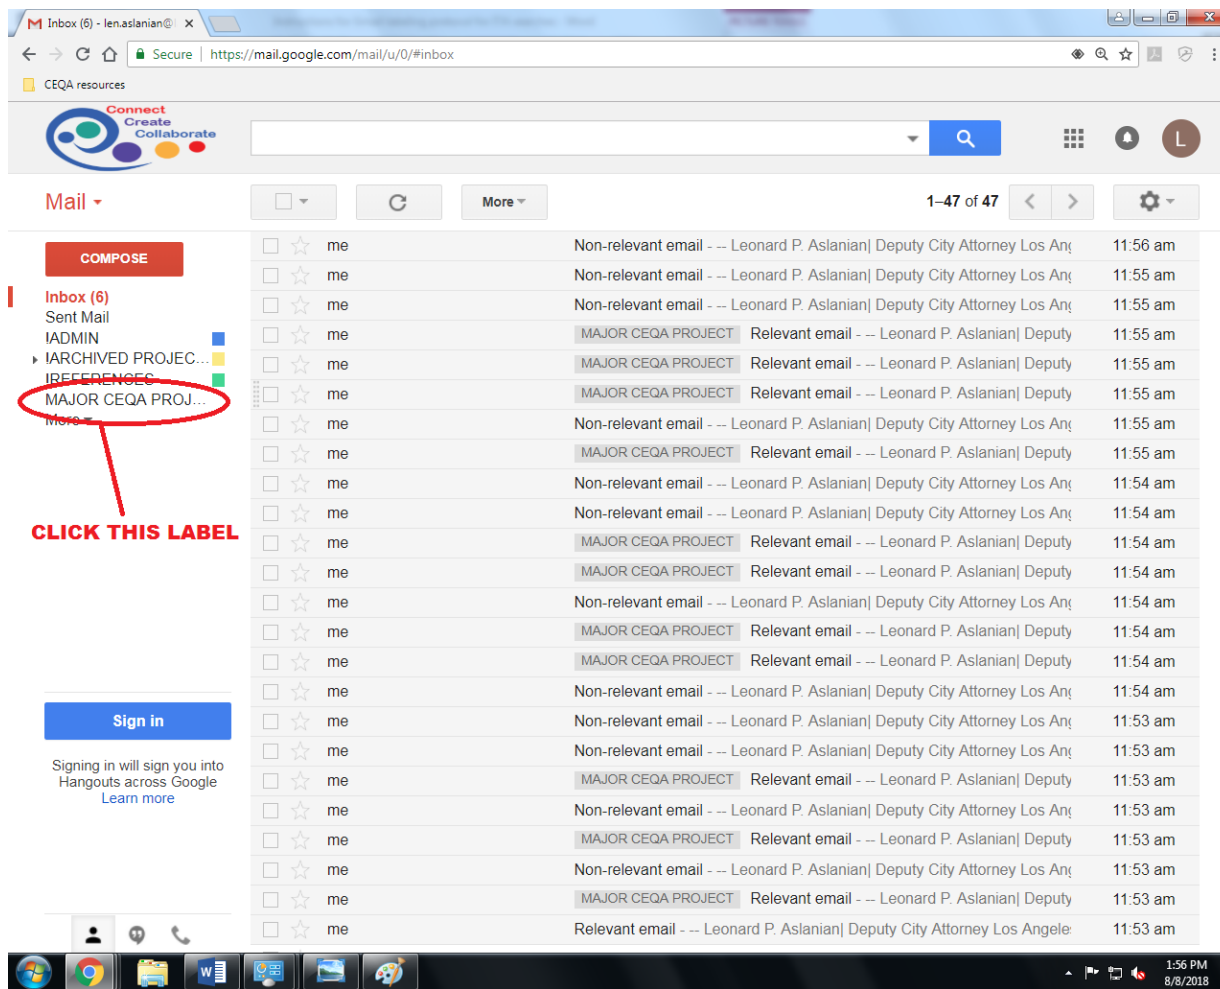 Inbox (6) - len.aslanian@
Secure | https://mail.google.com/mail/u/0/#inbox
CEQA resources
Connect
Create
Collaborate
L
Mail
More
1–47 of 47
COMPOSE
Inbox (6)
Sent Mail
!ADMIN
!ARCHIVED PROJEC...
!REFERENCES
MAJOR CEQA PROJ...
More
CLICK THIS LABEL
Sign in
Signing in will sign you into
Hangouts across Google
Learn more
me Non-relevant email - -- Leonard P. Aslanian| Deputy City Attorney Los Ang 11:56 am
me Non-relevant email - -- Leonard P. Aslanian| Deputy City Attorney Los Ang 11:55 am
me Non-relevant email - -- Leonard P. Aslanian| Deputy City Attorney Los Ang 11:55 am
me MAJOR CEQA PROJECT Relevant email - -- Leonard P. Aslanian| Deputy 11:55 am
me MAJOR CEQA PROJECT Relevant email - -- Leonard P. Aslanian| Deputy 11:55 am
me MAJOR CEQA PROJECT Relevant email - -- Leonard P. Aslanian| Deputy 11:55 am
me Non-relevant email - -- Leonard P. Aslanian| Deputy City Attorney Los Ang 11:55 am
me MAJOR CEQA PROJECT Relevant email - -- Leonard P. Aslanian| Deputy 11:55 am
me Non-relevant email - -- Leonard P. Aslanian| Deputy City Attorney Los Ang 11:54 am
me Non-relevant email - -- Leonard P. Aslanian| Deputy City Attorney Los Ang 11:54 am
me MAJOR CEQA PROJECT Relevant email - -- Leonard P. Aslanian| Deputy 11:54 am
me MAJOR CEQA PROJECT Relevant email - -- Leonard P. Aslanian| Deputy 11:54 am
me Non-relevant email - -- Leonard P. Aslanian| Deputy City Attorney Los Ang 11:54 am
me MAJOR CEQA PROJECT Relevant email - -- Leonard P. Aslanian| Deputy 11:54 am
me MAJOR CEQA PROJECT Relevant email - -- Leonard P. Aslanian| Deputy 11:54 am
me Non-relevant email - -- Leonard P. Aslanian| Deputy City Attorney Los Ang 11:54 am
me Non-relevant email - -- Leonard P. Aslanian| Deputy City Attorney Los Ang 11:53 am
me Non-relevant email - -- Leonard P. Aslanian| Deputy City Attorney Los Ang 11:53 am
me MAJOR CEQA PROJECT Relevant email - -- Leonard P. Aslanian| Deputy 11:53 am
me Non-relevant email - -- Leonard P. Aslanian| Deputy City Attorney Los Ang 11:53 am
me MAJOR CEQA PROJECT Relevant email - -- Leonard P. Aslanian| Deputy 11:53 am
me Non-relevant email - -- Leonard P. Aslanian| Deputy City Attorney Los Ang 11:53 am
me MAJOR CEQA PROJECT Relevant email - -- Leonard P. Aslanian| Deputy 11:53 am
me Relevant email - -- Leonard P. Aslanian| Deputy City Attorney Los Angele 11:53 am
1:56 PM
8/8/2018